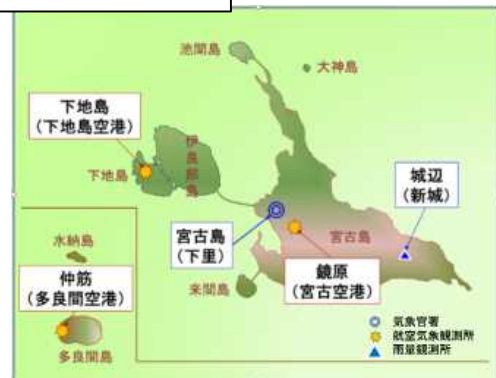 池間島
大神島
下地島
(下地島空港)
伊良部島
下地島
城辺
(新城)
水納島
宮古島
(下里)
宮古島
仲筋
(多良間空港)
来間島
鏡原
(宮古空港)
多良間島
気象官署
航空気象観測所
雨量観測所